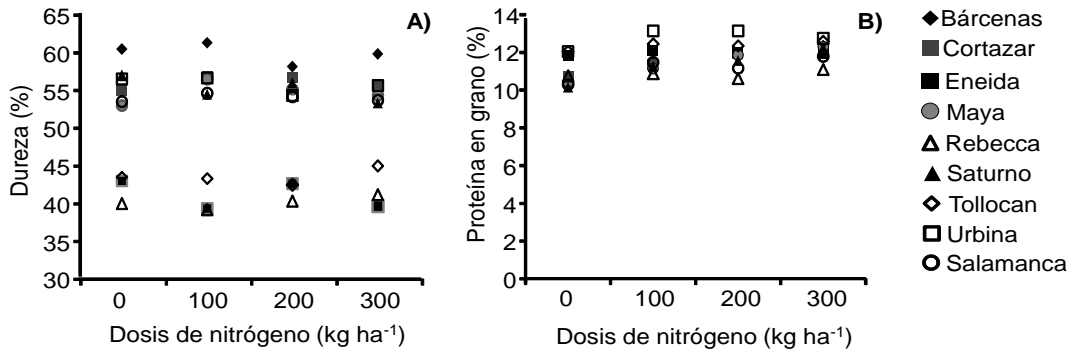 A)
Dureza (%)
65
60
55
50
45
40
35
30
0 100 200 300
Dosis de nitrógeno (kg ha-1)
B)
Proteína en grano (%)
14
12
10
8
6
4
2
0
0 100 200 300
Dosis de nitrógeno (kg ha-1)
Bárcenas
Cortazar
Eneida
Maya
Rebecca
Saturno
Tollocan
Urbina
Salamanca